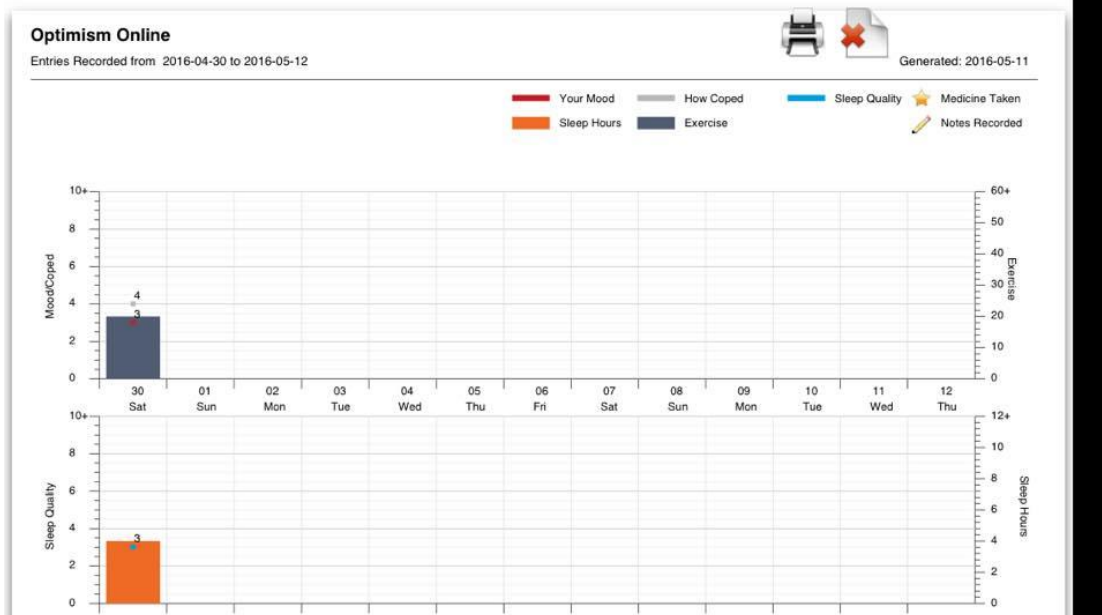 Optimism Online
Entries Recorded from 2016-04-30 to 2016-05-12
Generated: 2016-05-11
Your Mood How Coped Sleep Quality Medicine Taken
Sleep Hours Exercise Notes Recorded
10+ 60+
8 50
6 40
4 30
2 20
0 10
0
Mood/Coped
Exercise
4
3
30 01 02 03 04 05 06 07 08 09 10 11 12
Sat Sun Mon Tue Wed Thu Fri Sat Sun Mon Tue Wed Thu
10+ 12+
8 10
6 8
4 6
2 4
0 2
0
Sleep Quality
Sleep Hours
3